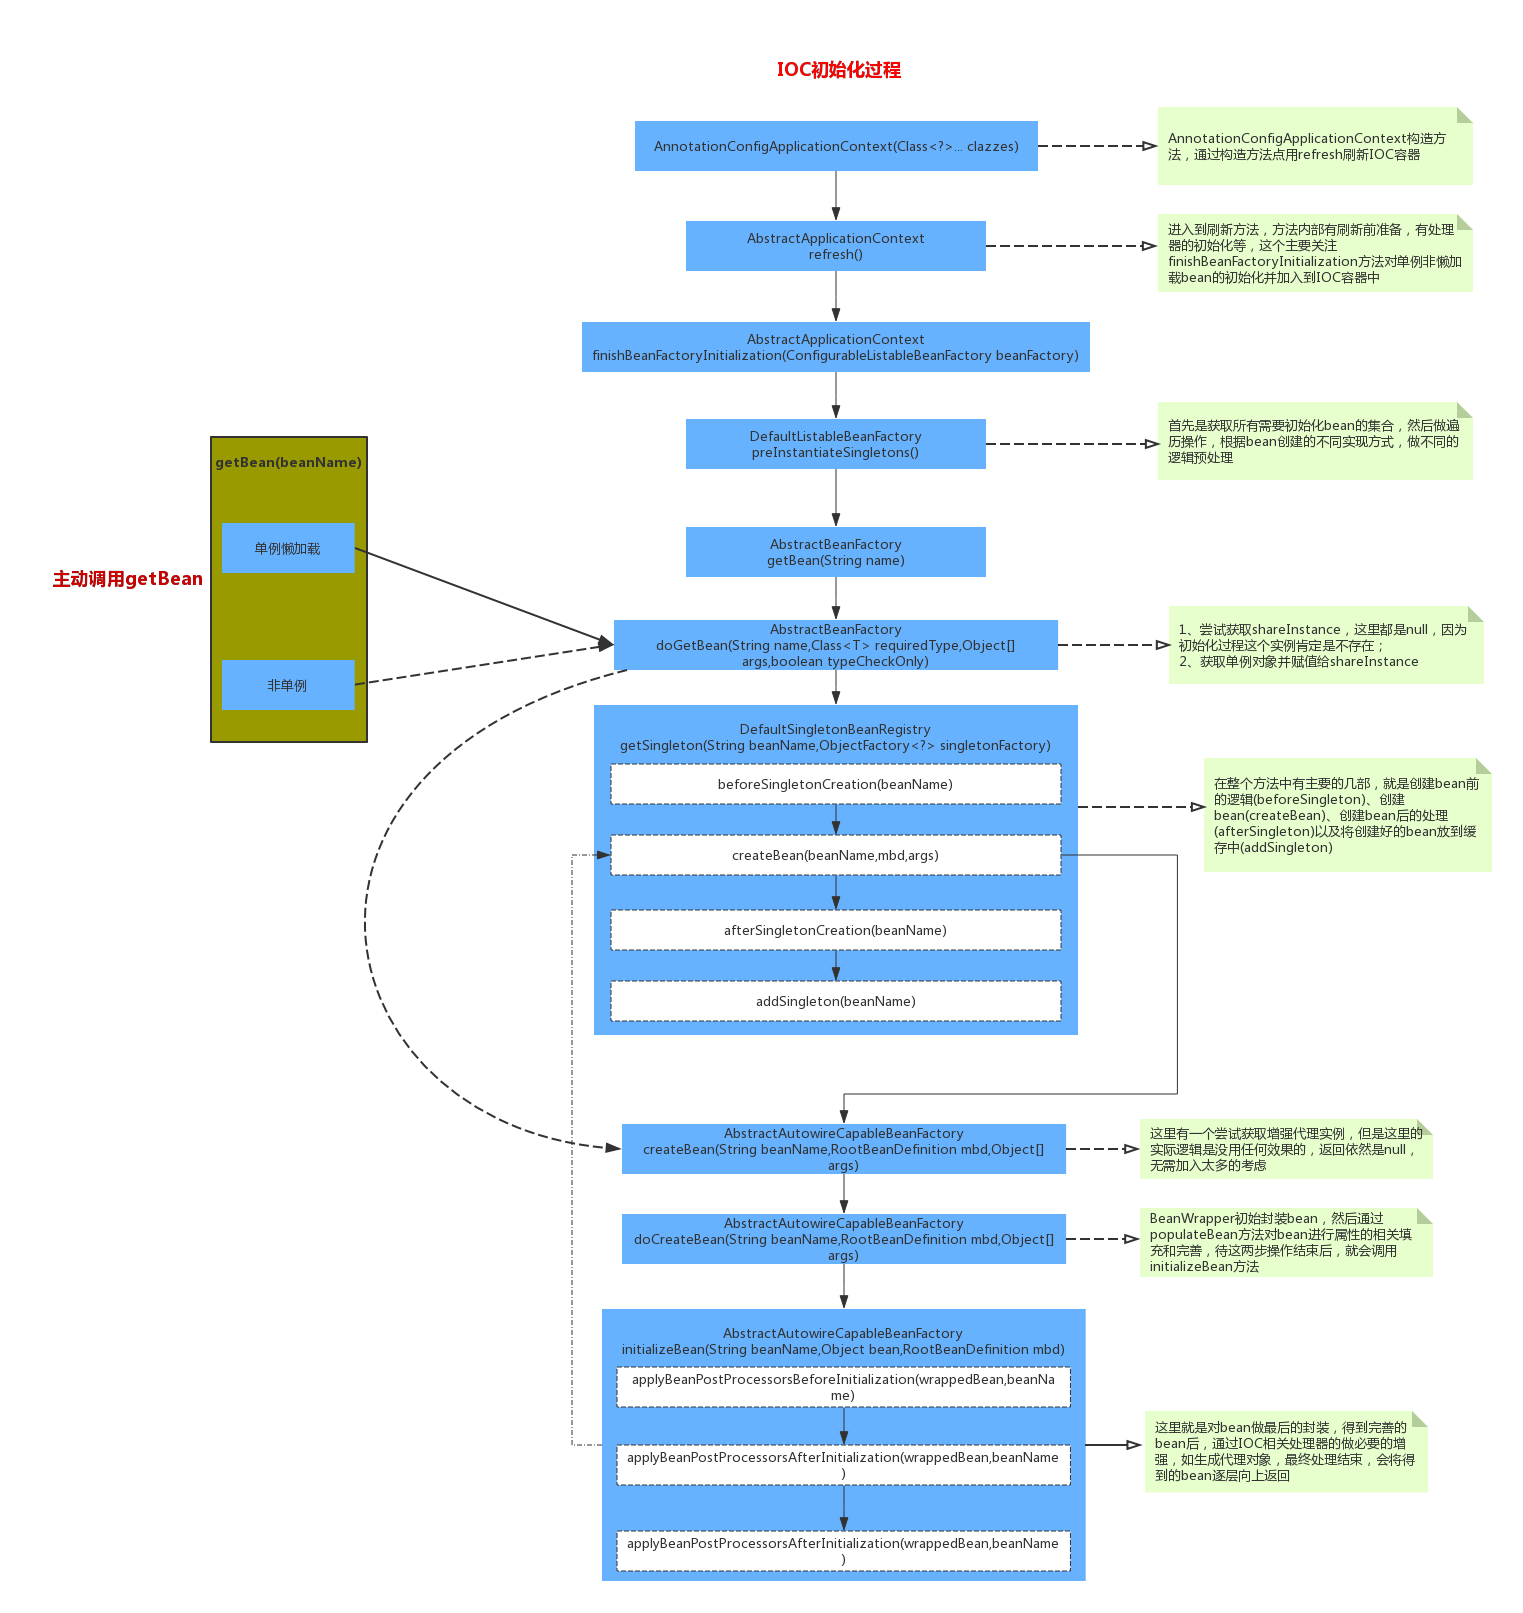 IOC初始化过程
AnnotationConfigApplicationContext(Class<?>... clazzes)
AnnotationConfigApplicationContext构造方
法，通过构造方法点用refresh刷新IOC容器
AbstractApplicationContext
refresh()
进入到刷新方法，方法内部有刷新前准备，有处理
器的初始化等，这个主要关注
finishBeanFactoryInitialization方法对单例非懒加
载bean的初始化并加入到IOC容器中
AbstractApplicationContext
finishBeanFactoryInitialization(ConfigurableListableBeanFactory beanFactory)
DefaultListableBeanFactory
preInstantiateSingletons()
首先是获取所有需要初始化bean的集合，然后做遍
历操作，根据bean创建的不同实现方式，做不同的
逻辑预处理
getBean(beanName)
单例懒加载
主动调用getBean
非单例
AbstractBeanFactory
getBean(String name)
AbstractBeanFactory
doGetBean(String name,Class<T> requiredType,Object[]
args,boolean typeCheckOnly)
1、尝试获取shareInstance，这里都是null，因为
初始化过程这个实例肯定是不存在；
2、获取单例对象并赋值给shareInstance
DefaultSingletonBeanRegistry
getSingleton(String beanName,ObjectFactory<?> singletonFactory)
beforeSingletonCreation(beanName)
createBean(beanName,mbd,args)
afterSingletonCreation(beanName)
addSingleton(beanName)
在整个方法中有主要的几部，就是创建bean前
的逻辑(beforeSingleton)、创建
bean(createBean)、创建bean后的处理
(afterSingleton)以及将创建好的bean放到缓
存中(addSingleton)
AbstractAutowireCapableBeanFactory
createBean(String beanName,RootBeanDefinition mbd,Object[]
args)
这里有一个尝试获取增强代理实例，但是这里的
实际逻辑是没用任何效果的，返回依然是null，
无需加入太多的考虑
AbstractAutowireCapableBeanFactory
doCreateBean(String beanName,RootBeanDefinition mbd,Object[]
args)
BeanWrapper初始封装bean，然后通过
populateBean方法对bean进行属性的相关填
充和完善，待这两步操作结束后，就会调用
initializeBean方法
AbstractAutowireCapableBeanFactory
initializeBean(String beanName,Object bean,RootBeanDefinition mbd)
applyBeanPostProcessorsBeforeInitialization(wrappedBean,beanNa
me)
applyBeanPostProcessorsAfterInitialization(wrappedBean,beanName
)
applyBeanPostProcessorsAfterInitialization(wrappedBean,beanName
)
这里就是对bean做最后的封装，得到完善的
bean后，通过IOC相关处理器的做必要的增
强，如生成代理对象，最终处理结束，会将得
到的bean逐层向上返回